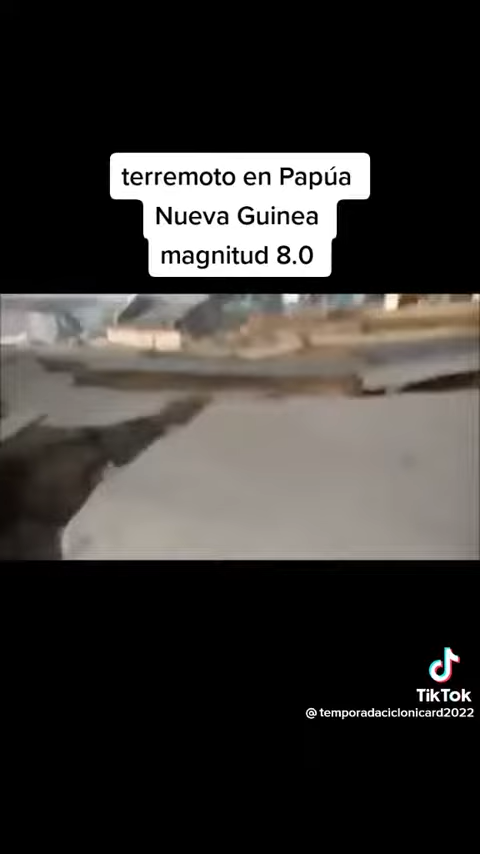 terremoto en Papúa
Nueva Guinea
magnitud 8.0
TikTok
@temporadaciclonicard2022